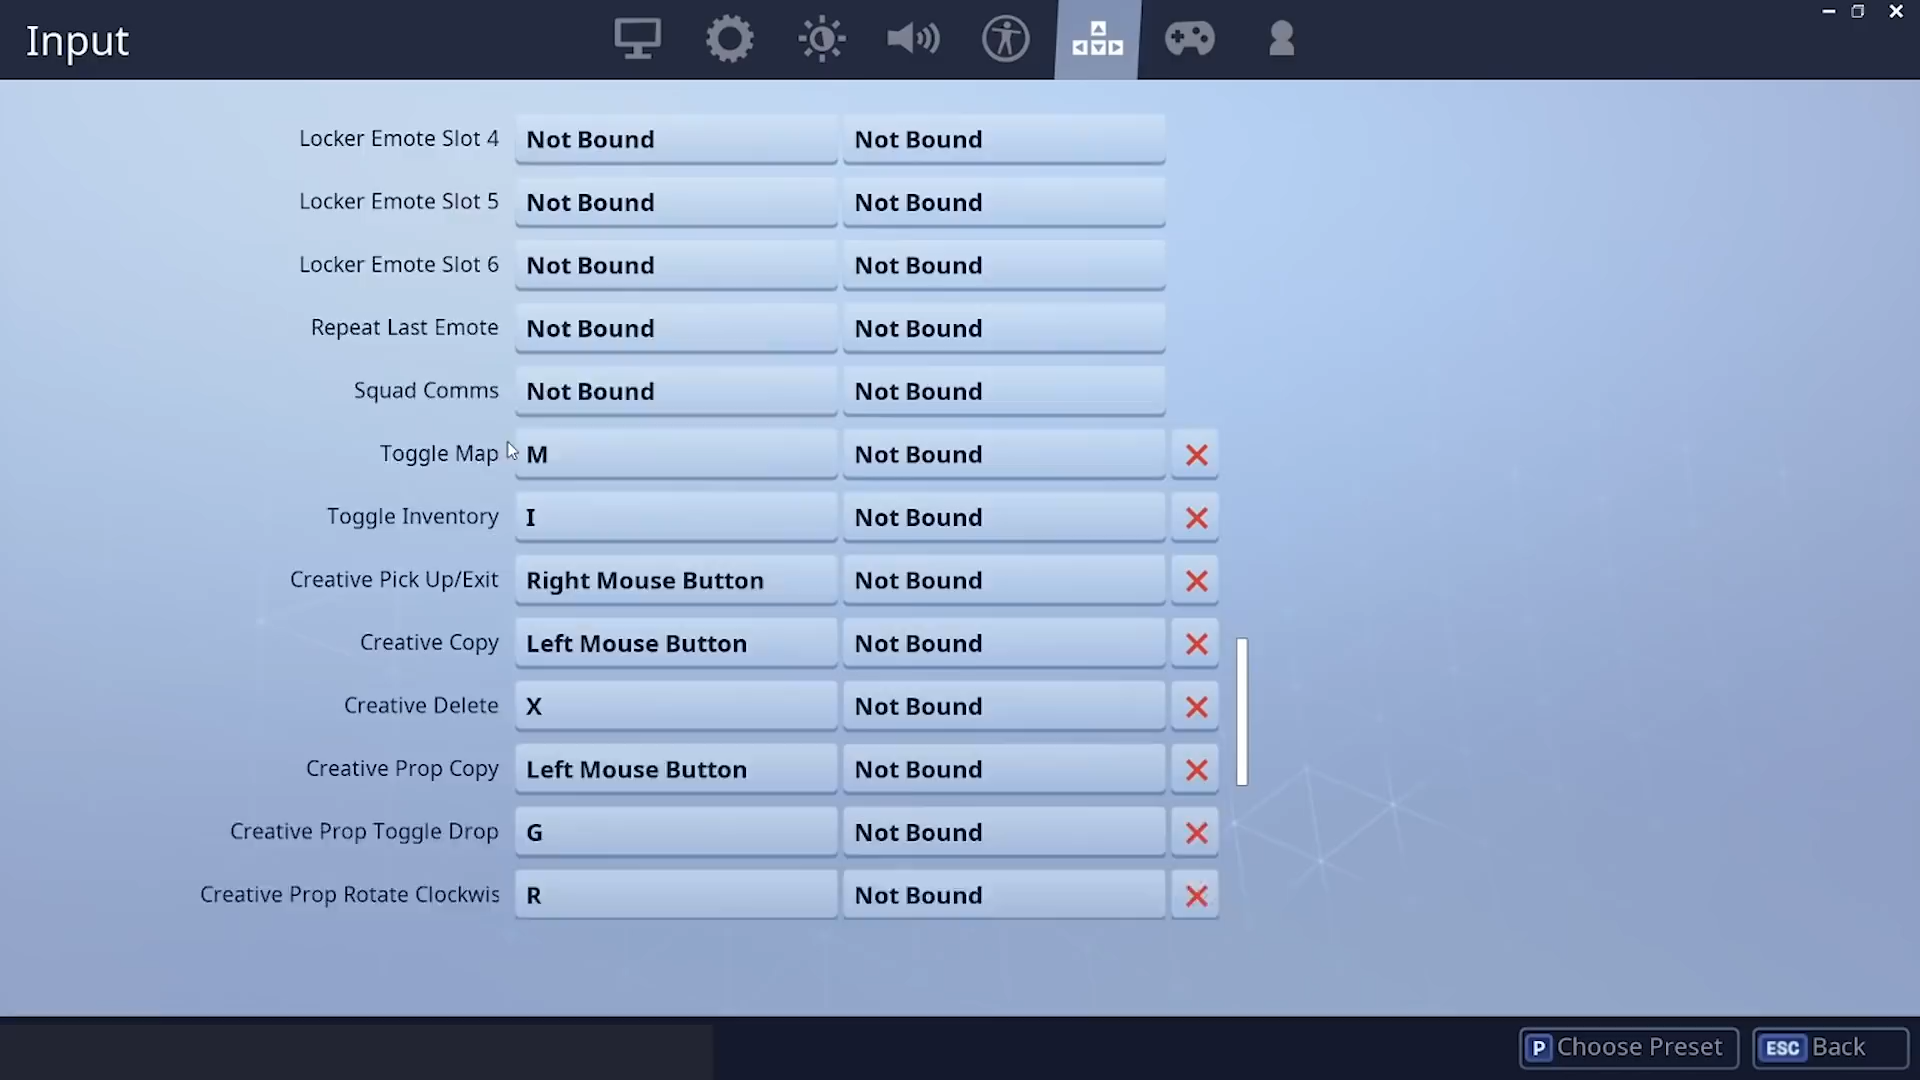 Input
Locker Emote Slot 4 Not Bound Not Bound
Locker Emote Slot 5 Not Bound Not Bound
Locker Emote Slot 6 Not Bound Not Bound
Repeat Last Emote Not Bound Not Bound
Squad Comms Not Bound Not Bound
Toggle Map M Not Bound
Toggle Inventory I Not Bound
Creative Pick Up/Exit Right Mouse Button Not Bound
Creative Copy Left Mouse Button Not Bound
Creative Delete X Not Bound
Creative Prop Copy Left Mouse Button Not Bound
Creative Prop Toggle Drop G Not Bound
Creative Prop Rotate Clockwis R Not Bound
P Choose Preset ESC Back